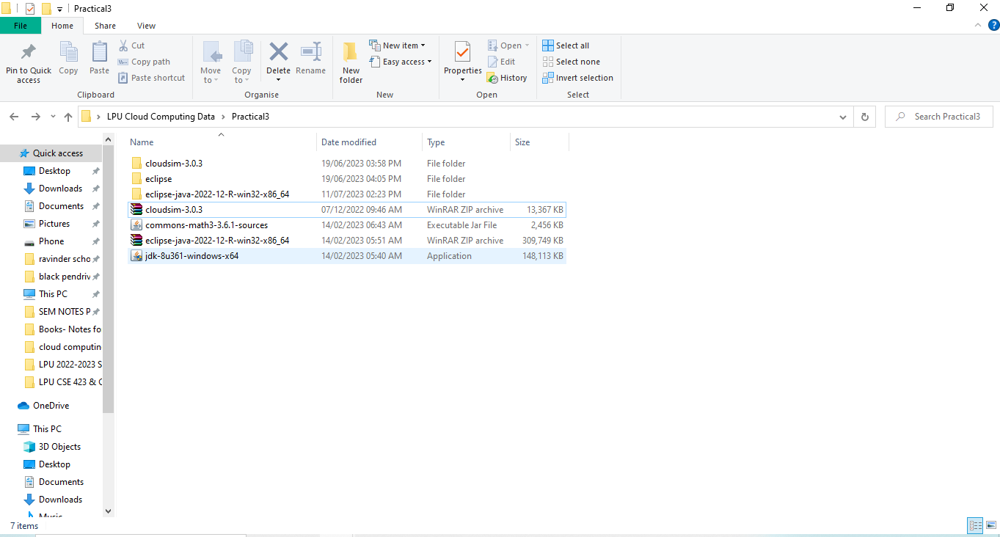 Practical3
File Home Share View
Pin to Quick access
Copy
Paste
Cut
Copy path
Paste shortcut
Clipboard
Move to
Copy to
Delete
Rename
Organise
New folder
New item
Easy access
New
Properties
Open
Edit
History
Open
Select all
Select none
Invert selection
Select
LPU Cloud Computing Data > Practical3
Search Practical3
Quick access
Desktop
Downloads
Documents
Pictures
Phone
ravinder scho
black pendriv
This PC
SEM NOTES P
Books- Notes fo
cloud computin
LPU 2022-2023 S
LPU CSE 423 & C
OneDrive
This PC
3D Objects
Desktop
Documents
Downloads
Music
Name Date modified Type Size
cloudsim-3.0.3 19/06/2023 03:58 PM File folder
eclipse 19/06/2023 04:05 PM File folder
eclipse-java-2022-12-R-win32-x86_64 11/07/2023 02:23 PM File folder
cloudsim-3.0.3 07/12/2022 09:46 AM WinRAR ZIP archive 13,367 KB
commons-math3-3.6.1-sources 14/02/2023 06:43 AM Executable Jar File 2,456 KB
eclipse-java-2022-12-R-win32-x86_64 14/02/2023 05:51 AM WinRAR ZIP archive 309,749 KB
jdk-8u361-windows-x64 14/02/2023 05:40 AM Application 148,113 KB
7 items